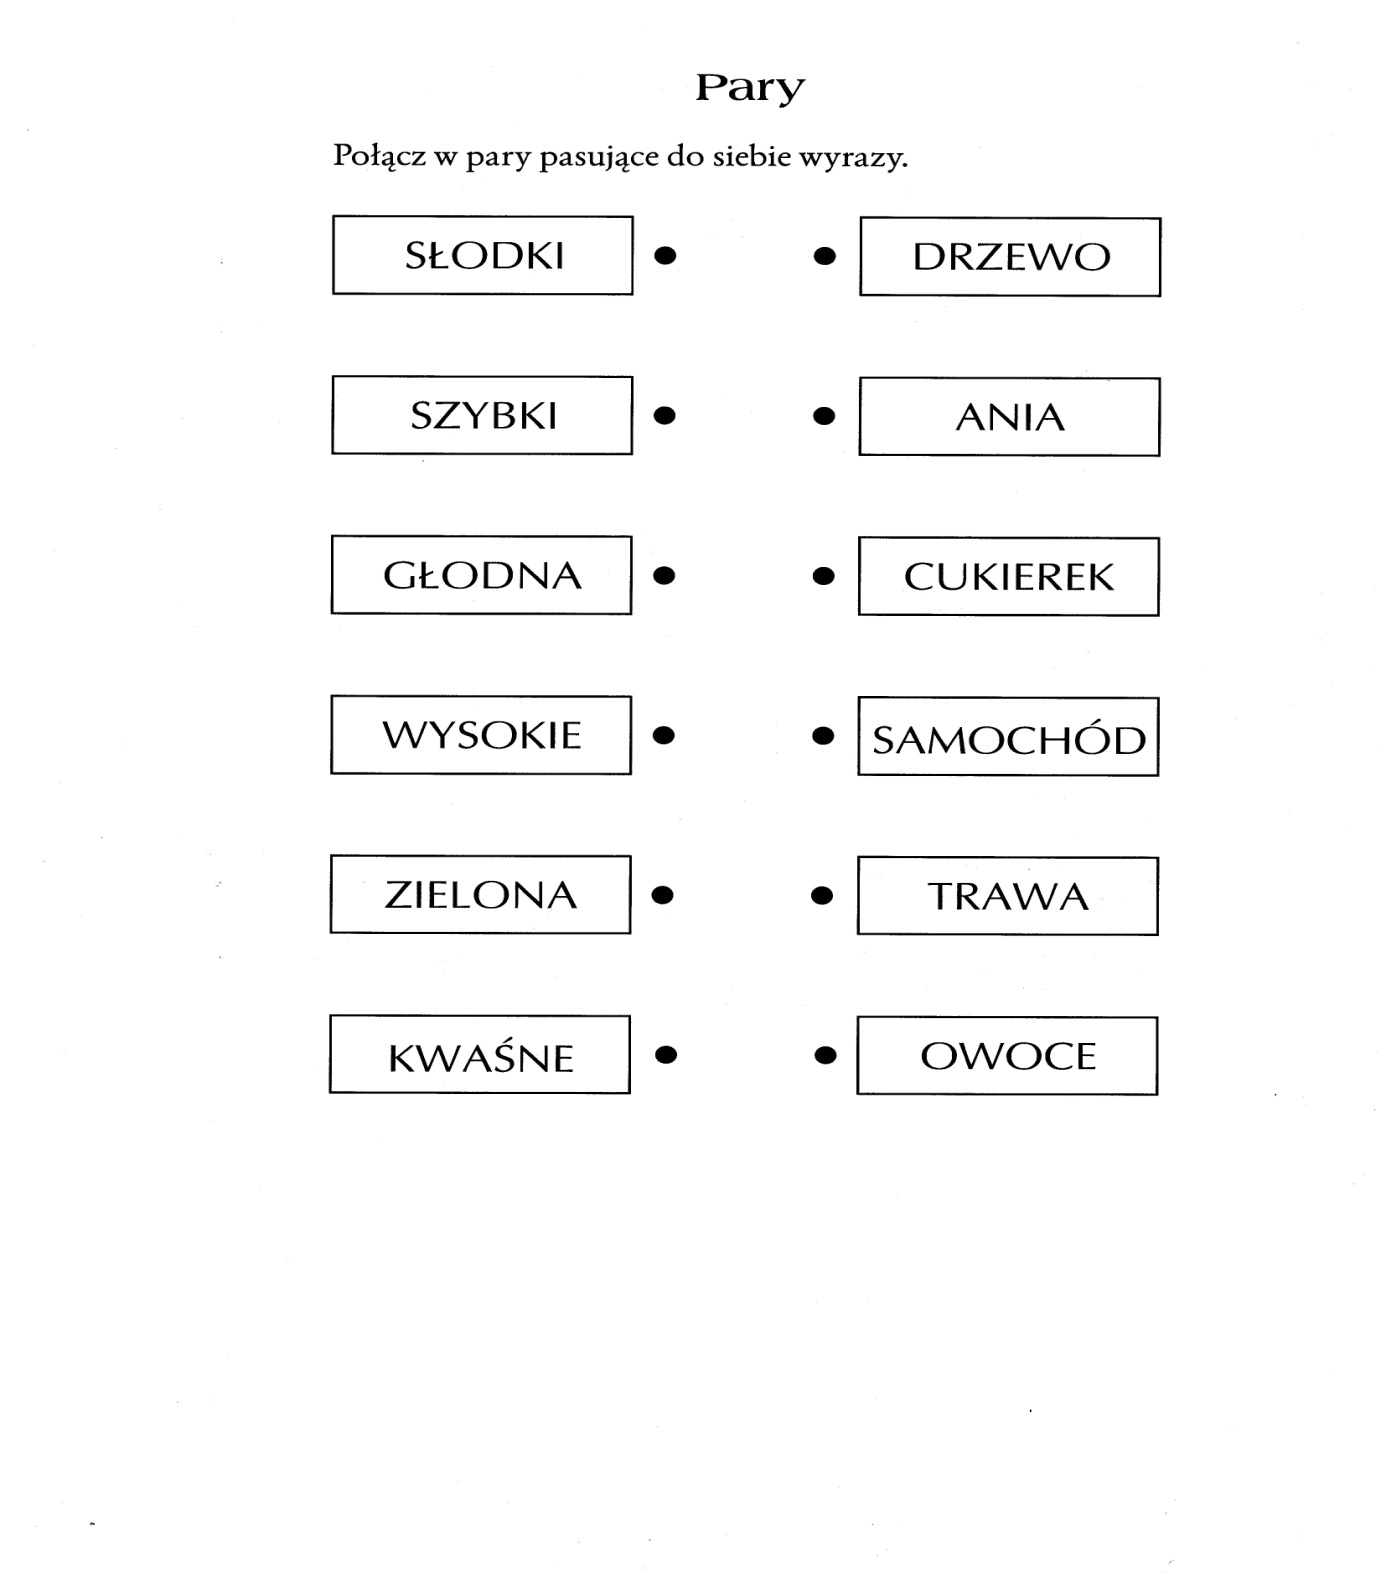 Pary
Połącz w pary pasujące do siebie wyrazy.
SŁODKI DRZEWO
SZYBKI ANIA
GŁODNA CUKIEREK
WYSOKIE SAMOCHÓD
ZIELONA TRAWA
KWAŚNE OWOCE